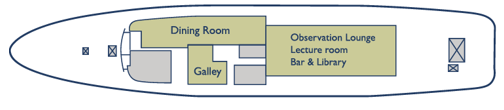 Dining Room
Observation Lounge
Lecture room
Bar & Library
Galley